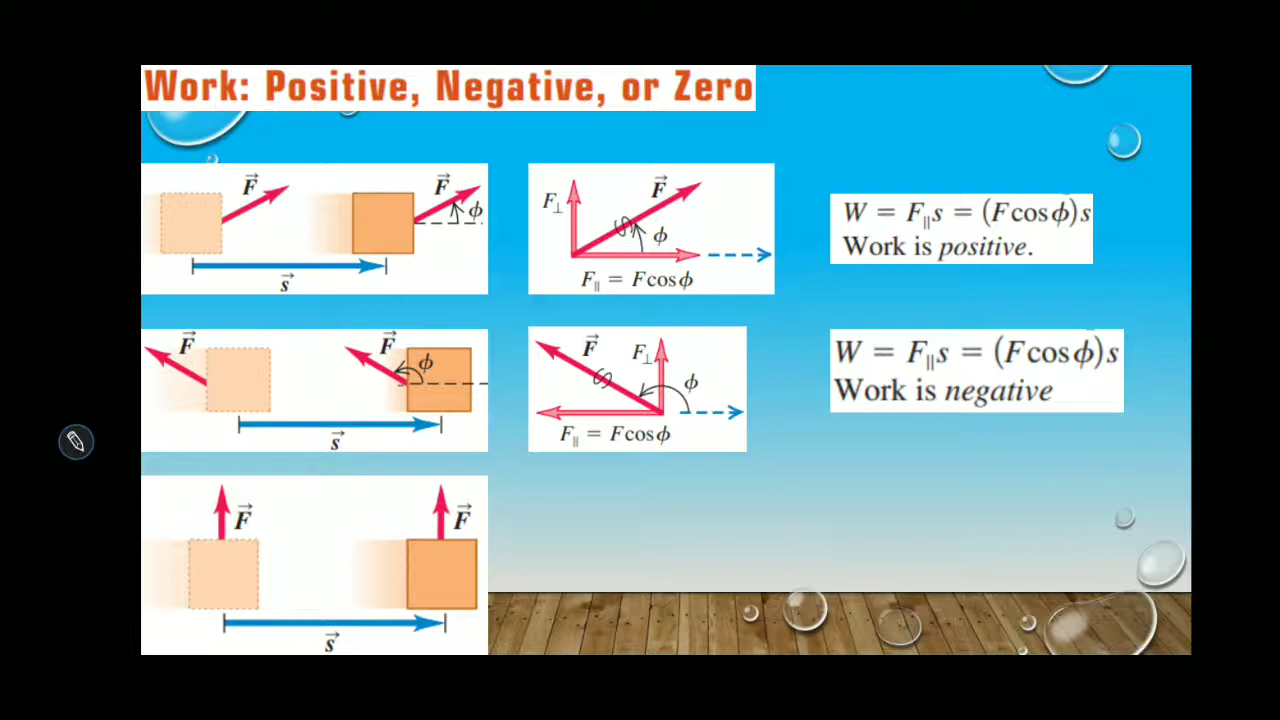 Work: Positive, Negative, or Zero
F⃗
F⃗
ϕ
s⃗
F⊥
F⃗
ϕ
F∥ = F cos ϕ
W = F∥s = (F cos ϕ)s
Work is positive.
F⃗
F⃗
ϕ
s⃗
F⃗
F⊥
ϕ
F∥ = F cos ϕ
W = F∥s = (F cos ϕ)s
Work is negative
F⃗
F⃗
s⃗